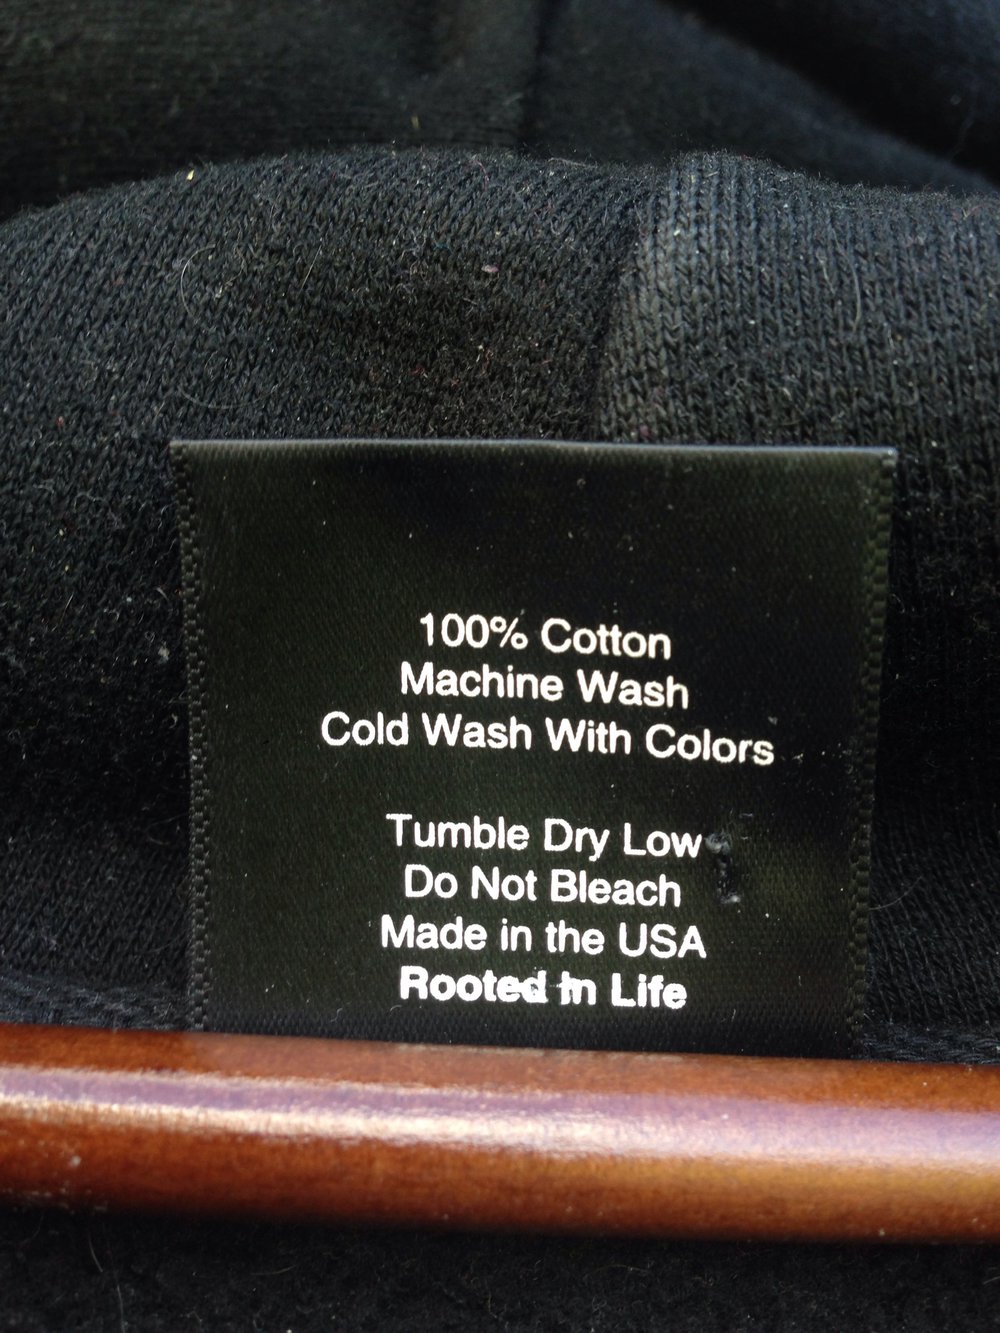 100% Cotton
Machine Wash
Cold Wash With Colors
Tumble Dry Low
Do Not Bleach
Made in the USA
Rooted In Life